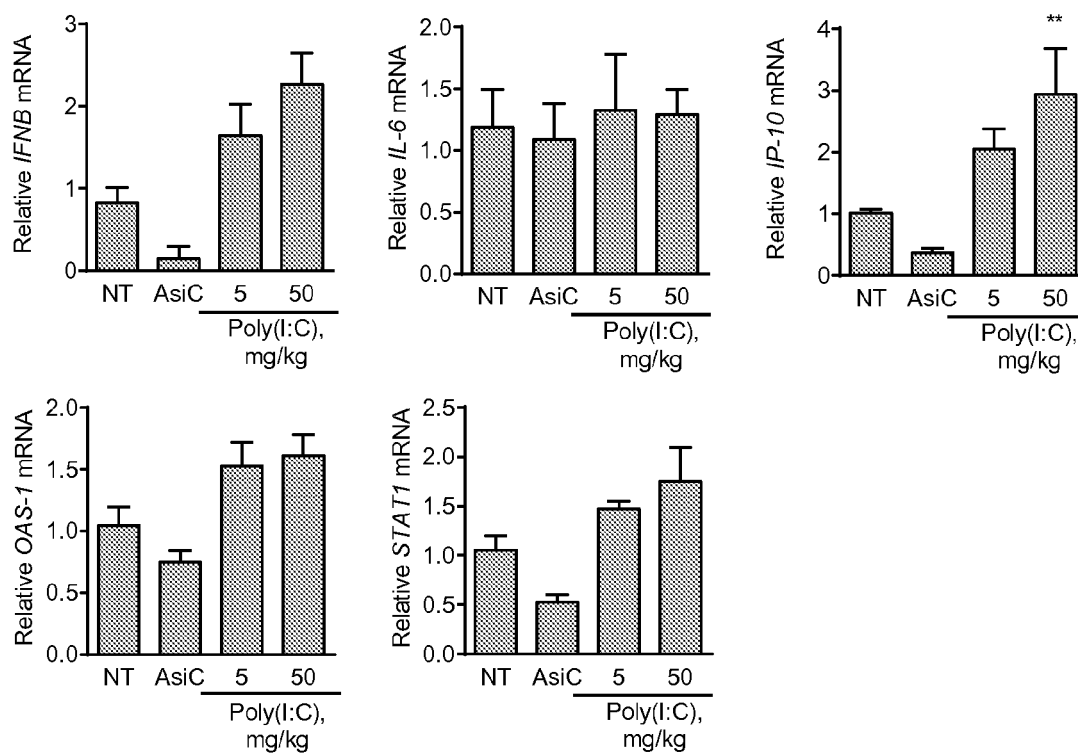 Relative IFNB mRNA
3
2
1
0
NT AsiC 5 50
Poly(I:C),
mg/kg
Relative IL-6 mRNA
2.0
1.5
1.0
0.5
0.0
NT AsiC 5 50
Poly(I:C),
mg/kg
Relative IP-10 mRNA
**
4
3
2
1
0
NT AsiC 5 50
Poly(I:C),
mg/kg
Relative OAS-1 mRNA
2.0
1.5
1.0
0.5
0.0
NT AsiC 5 50
Poly(I:C),
mg/kg
Relative STAT1 mRNA
2.5
2.0
1.5
1.0
0.5
0.0
NT AsiC 5 50
Poly(I:C),
mg/kg